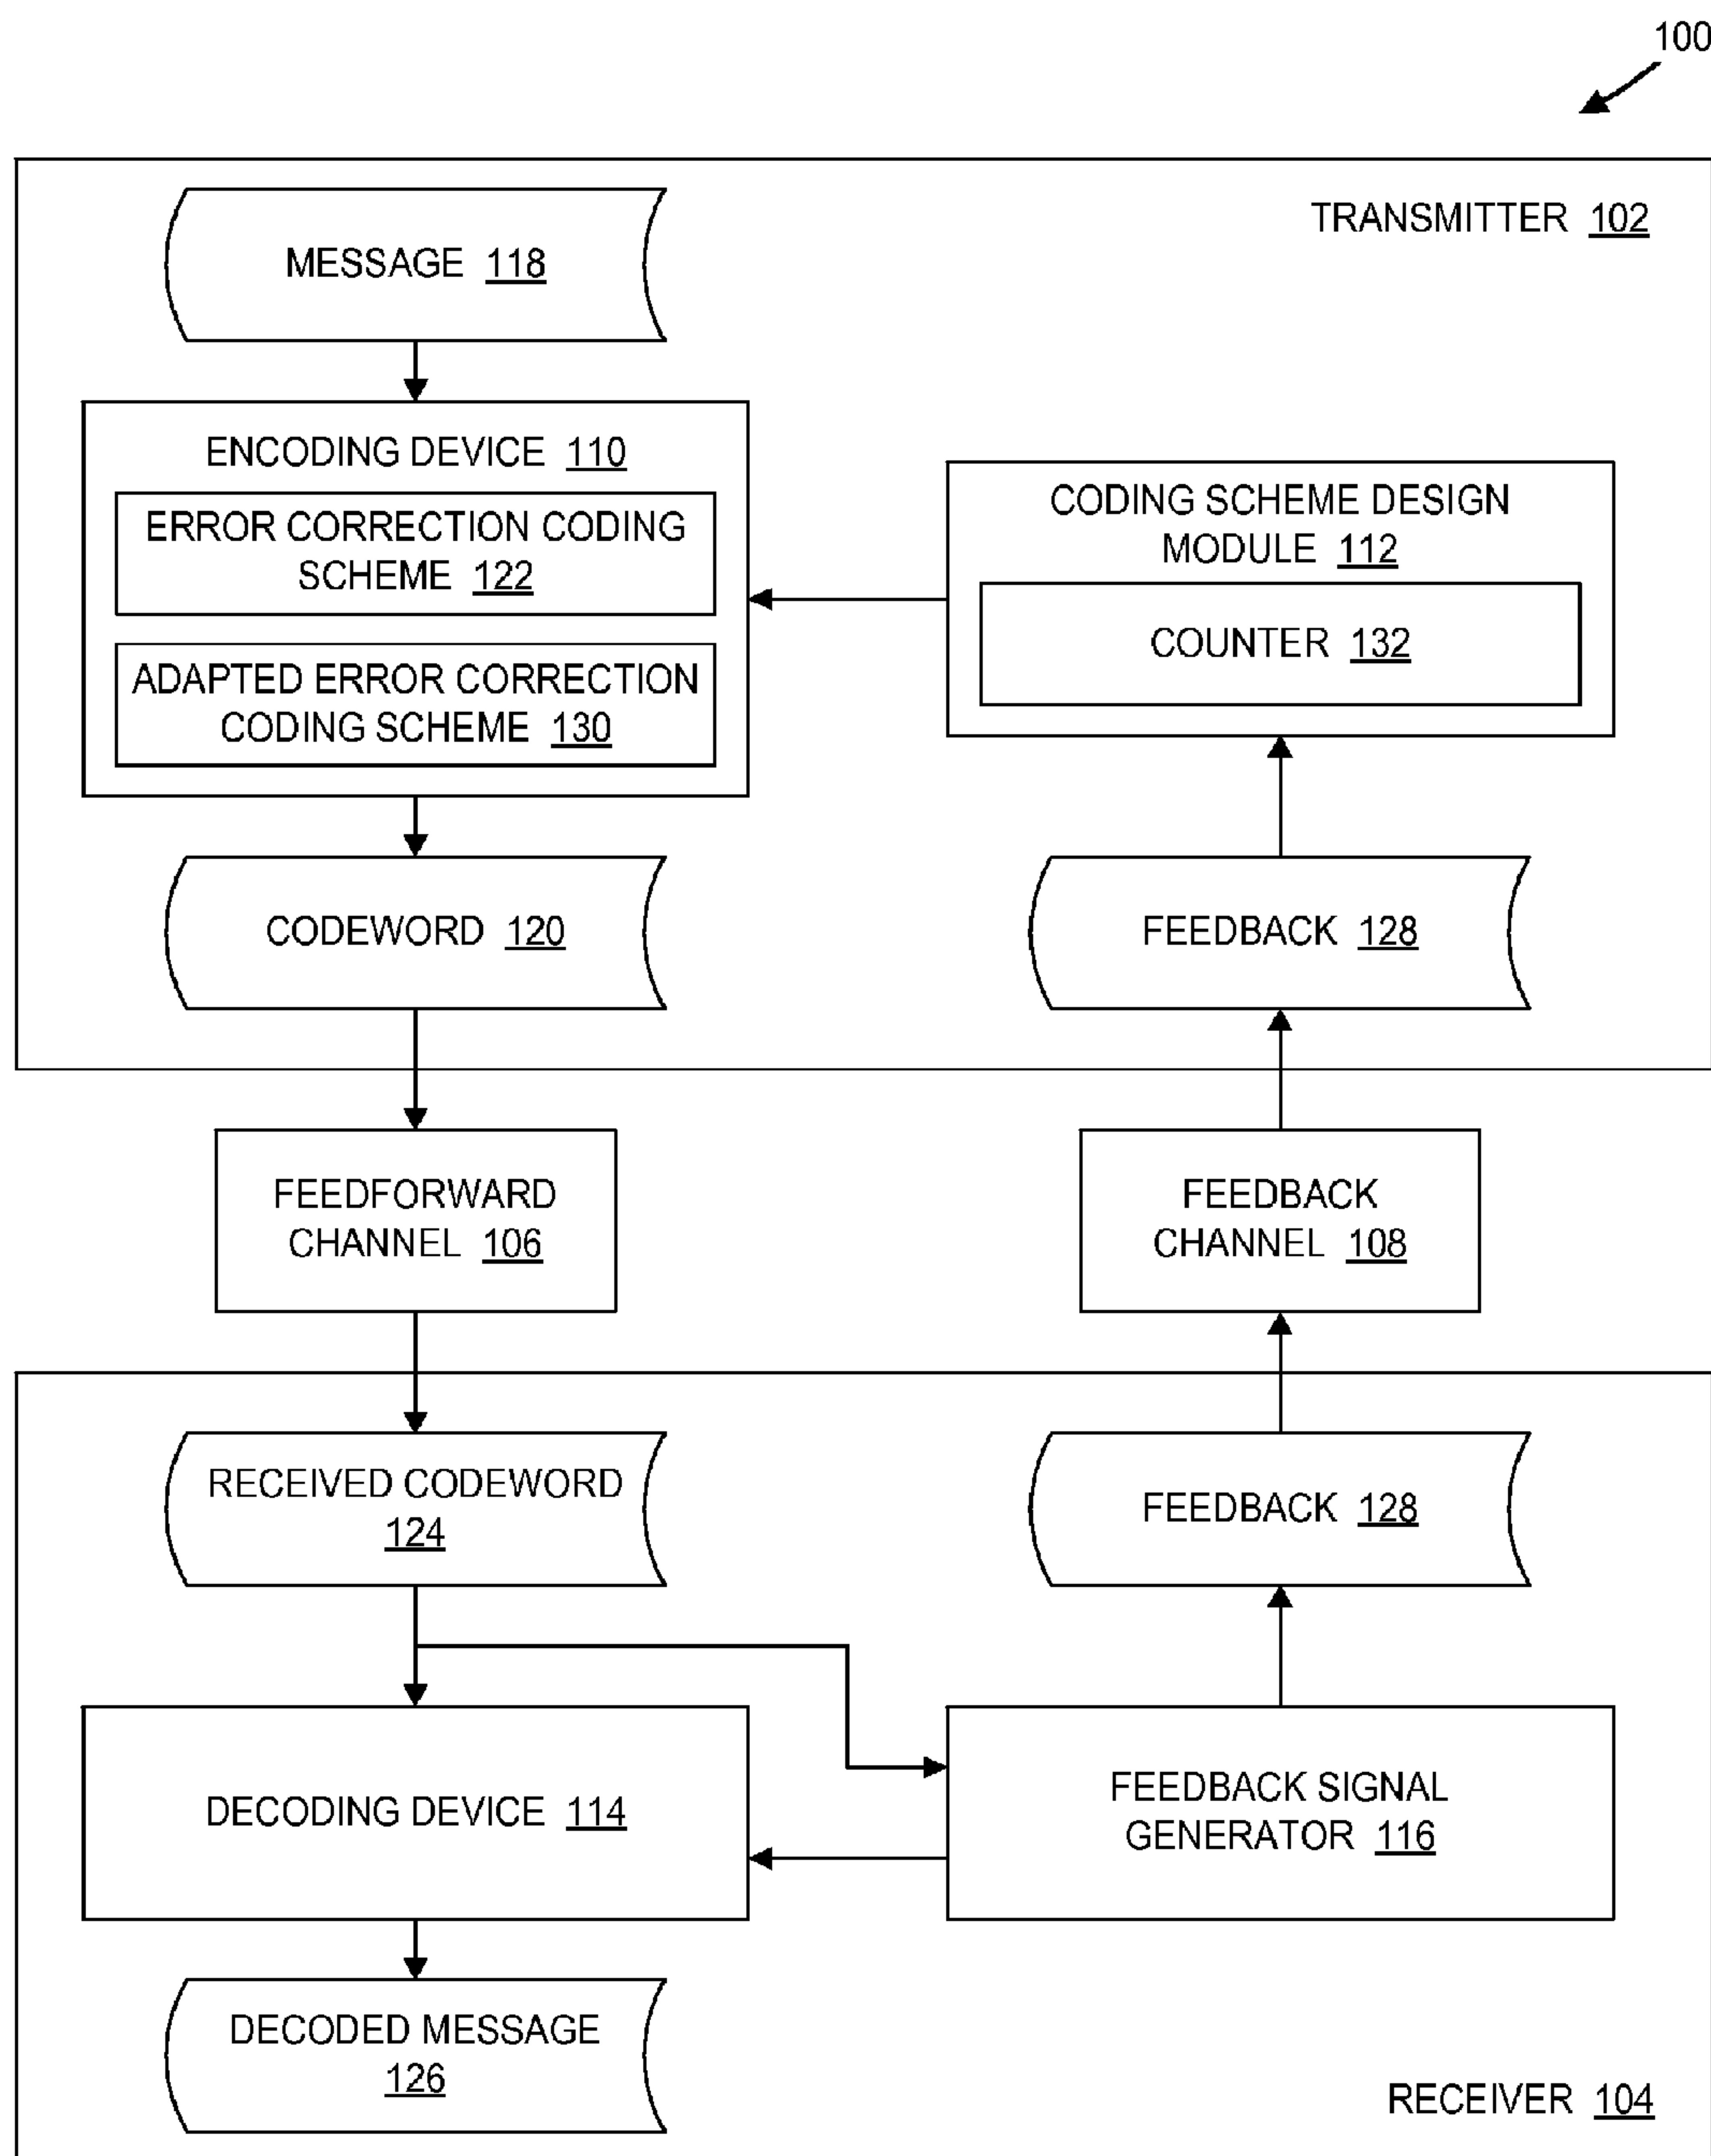 100
TRANSMITTER 102
MESSAGE 118
ENCODING DEVICE 110
ERROR CORRECTION CODING
SCHEME 122
ADAPTED ERROR CORRECTION
CODING SCHEME 130
CODING SCHEME DESIGN
MODULE 112
COUNTER 132
CODEWORD 120
FEEDBACK 128
FEEDFORWARD
CHANNEL 106
FEEDBACK
CHANNEL 108
RECEIVED CODEWORD
124
FEEDBACK 128
DECODING DEVICE 114
FEEDBACK SIGNAL
GENERATOR 116
DECODED MESSAGE
126
RECEIVER 104